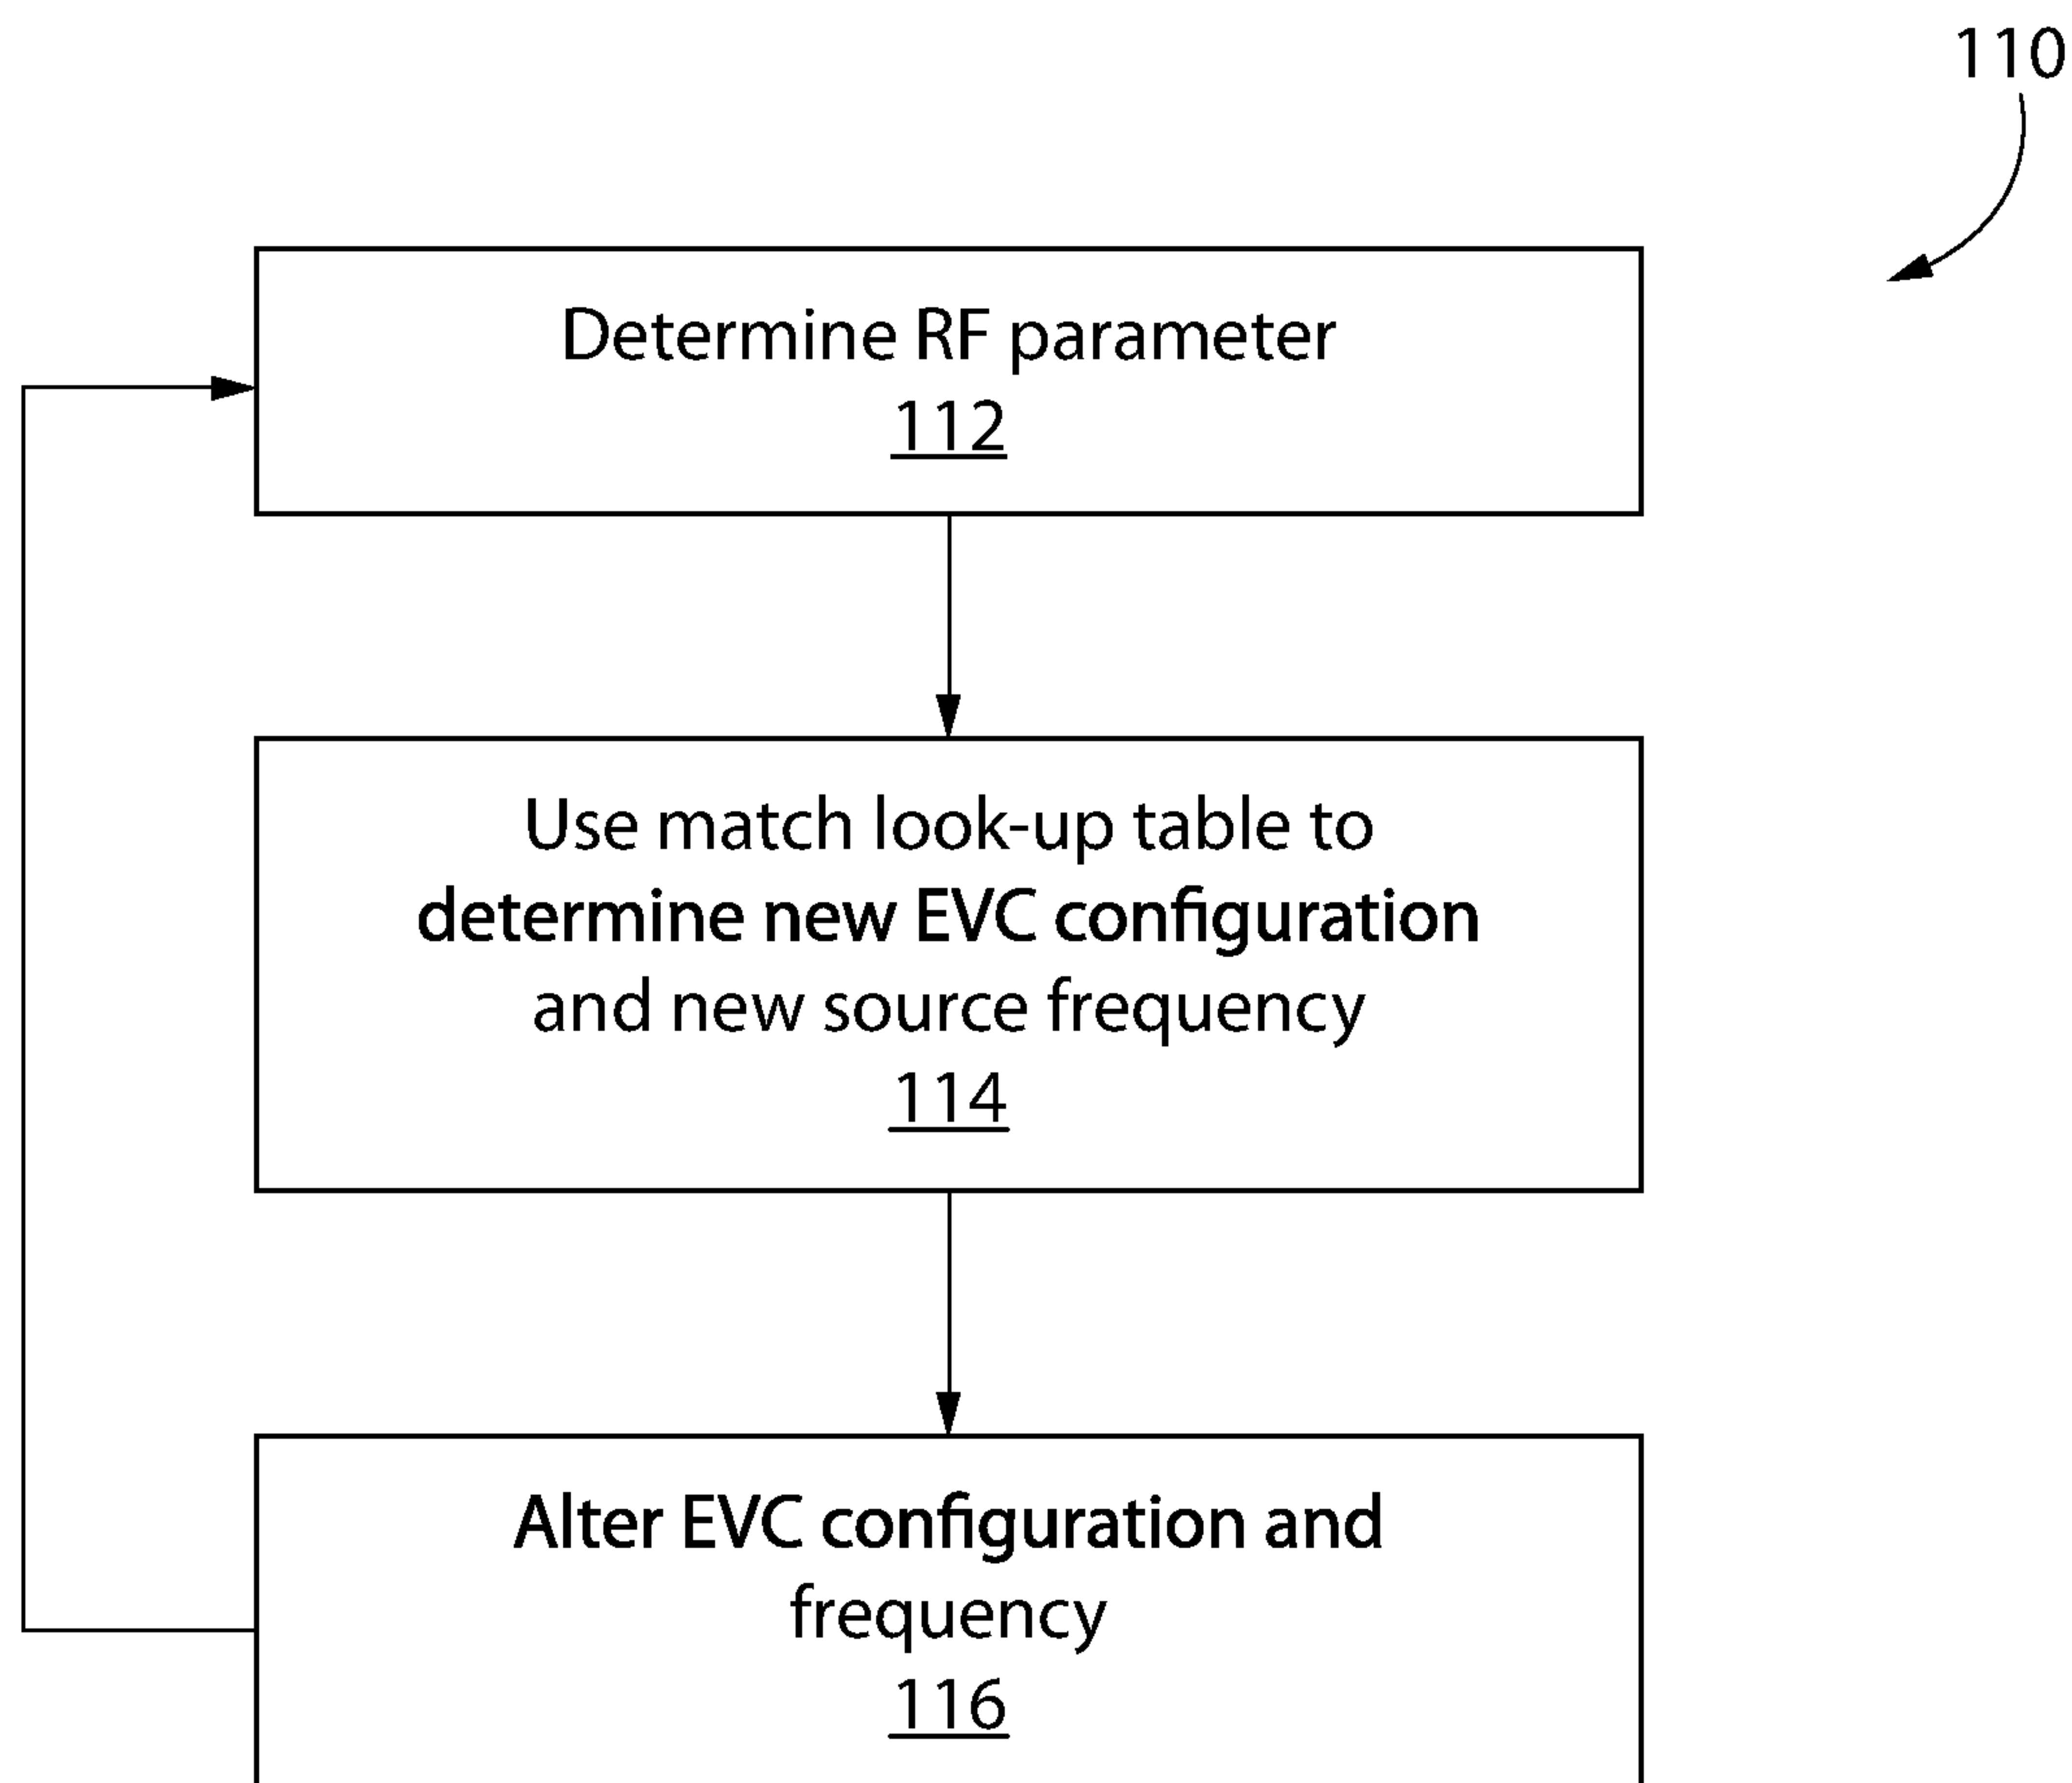 110
Determine RF parameter
112
Use match look-up table to
determine new EVC configuration
and new source frequency
114
Alter EVC configuration and
frequency
116